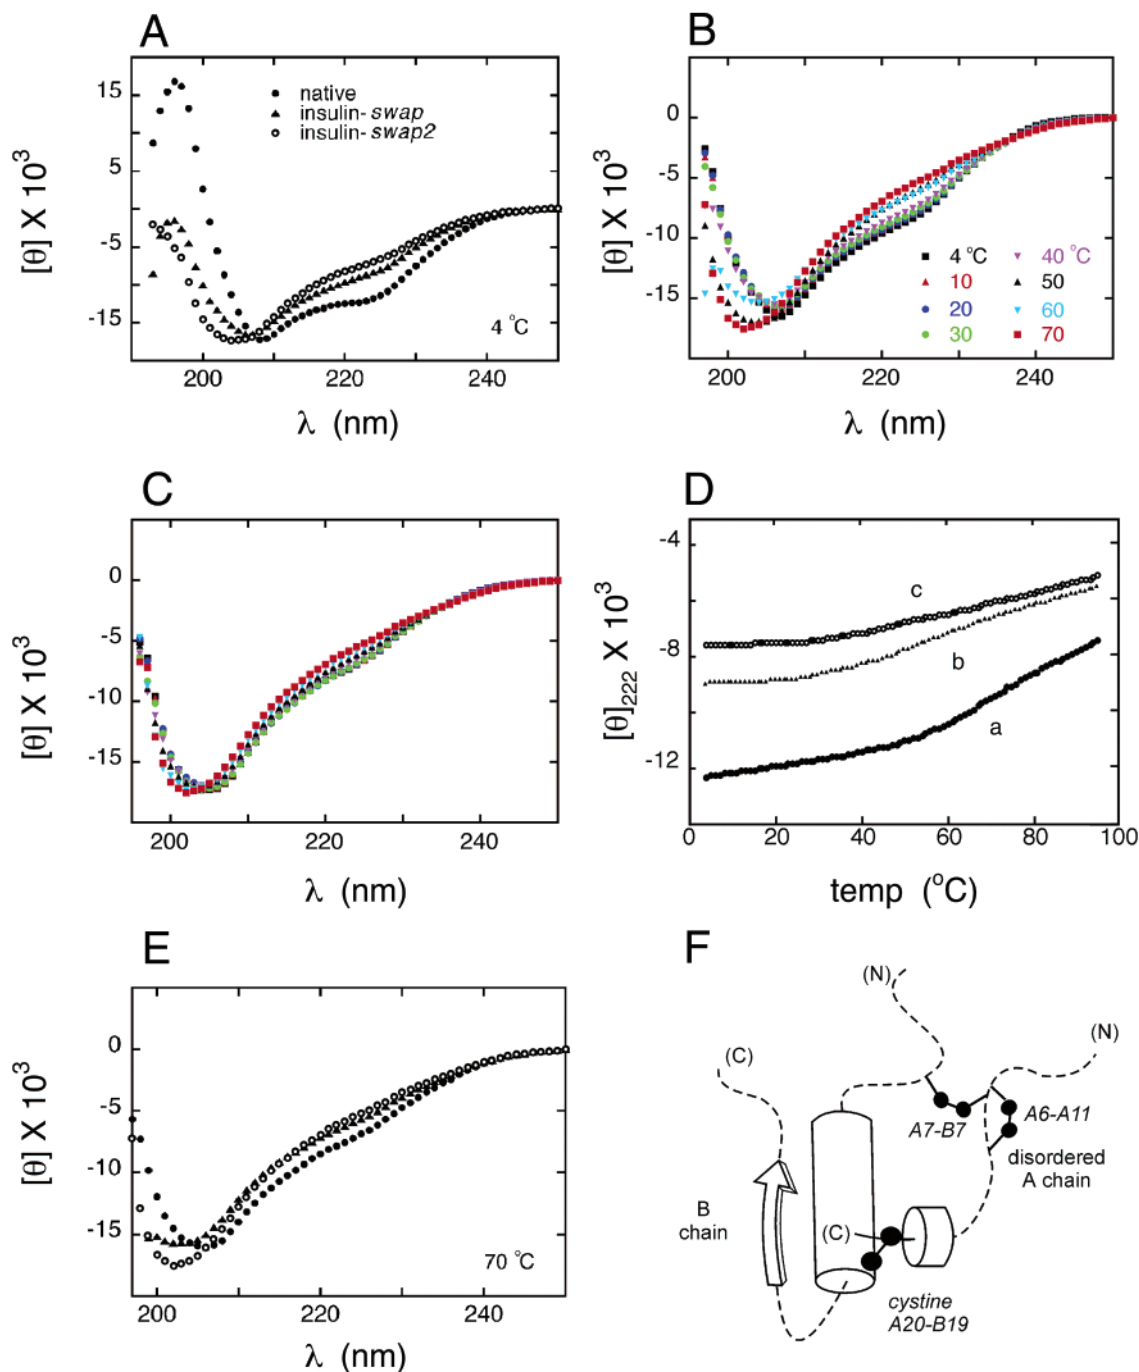 A
15
5
-5
-15
[θ] X 10³
native
insulin-swap
insulin-swap2
4 °C
200
220
240
λ (nm)
B
0
-5
-10
-15
[θ] X 10³
4 °C
10
20
30
40 °C
50
60
70
200
220
240
λ (nm)
C
0
-5
-10
-15
[θ] X 10³
200
220
240
λ (nm)
D
-4
-8
-12
[θ]₂₂₂ X 10³
c
b
a
0
20
40
60
80
100
temp (°C)
E
0
-5
-10
-15
[θ] X 10³
70 °C
200
220
240
λ (nm)
F
(N)
(N)
(C)
A7-B7
A6-A11
disordered
A chain
B
chain
(C)
cystine
A20-B19